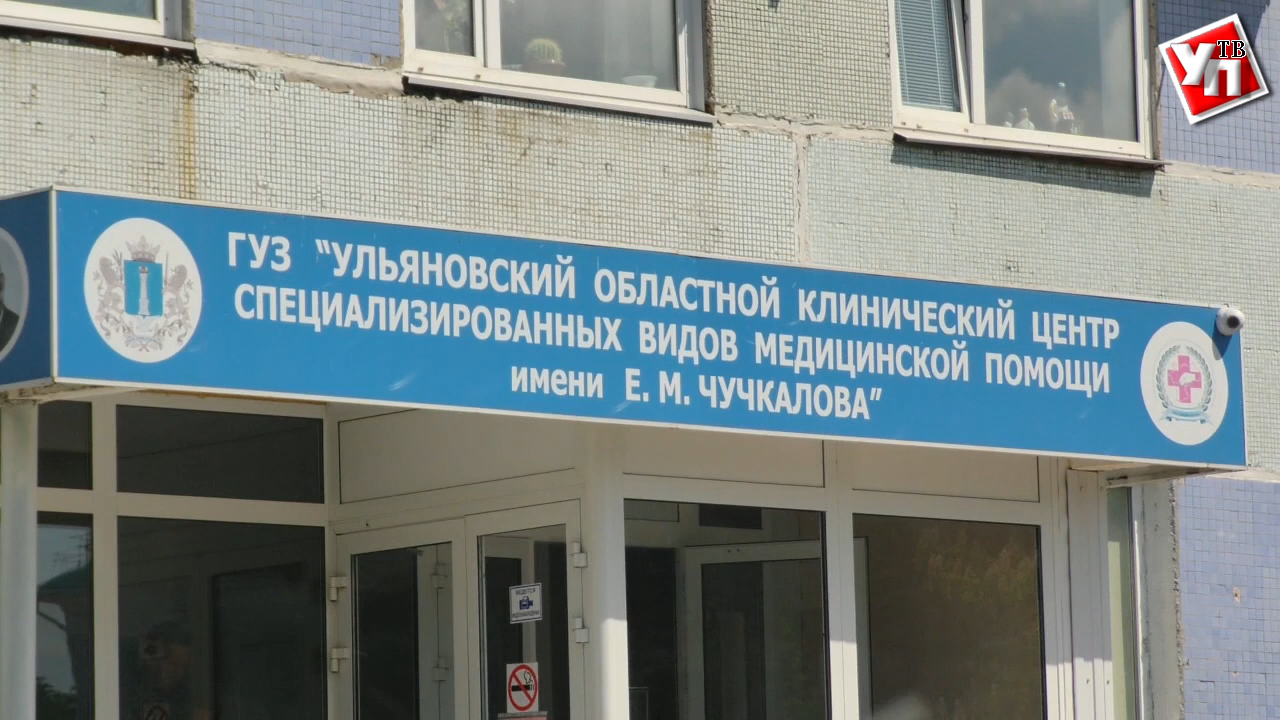 УП ТВ
ГУЗ "УЛЬЯНОВСКИЙ ОБЛАСТНОЙ КЛИНИЧЕСКИЙ ЦЕНТР
СПЕЦИАЛИЗИРОВАННЫХ ВИДОВ МЕДИЦИНСКОЙ ПОМОЩИ
имени Е. М. ЧУЧКАЛОВА"